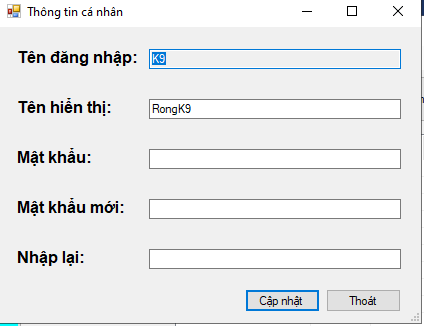 Thông tin cá nhân
Tên đăng nhập: K9
Tên hiển thị: RongK9
Mật khẩu:
Mật khẩu mới:
Nhập lại:
Cập nhật Thoát